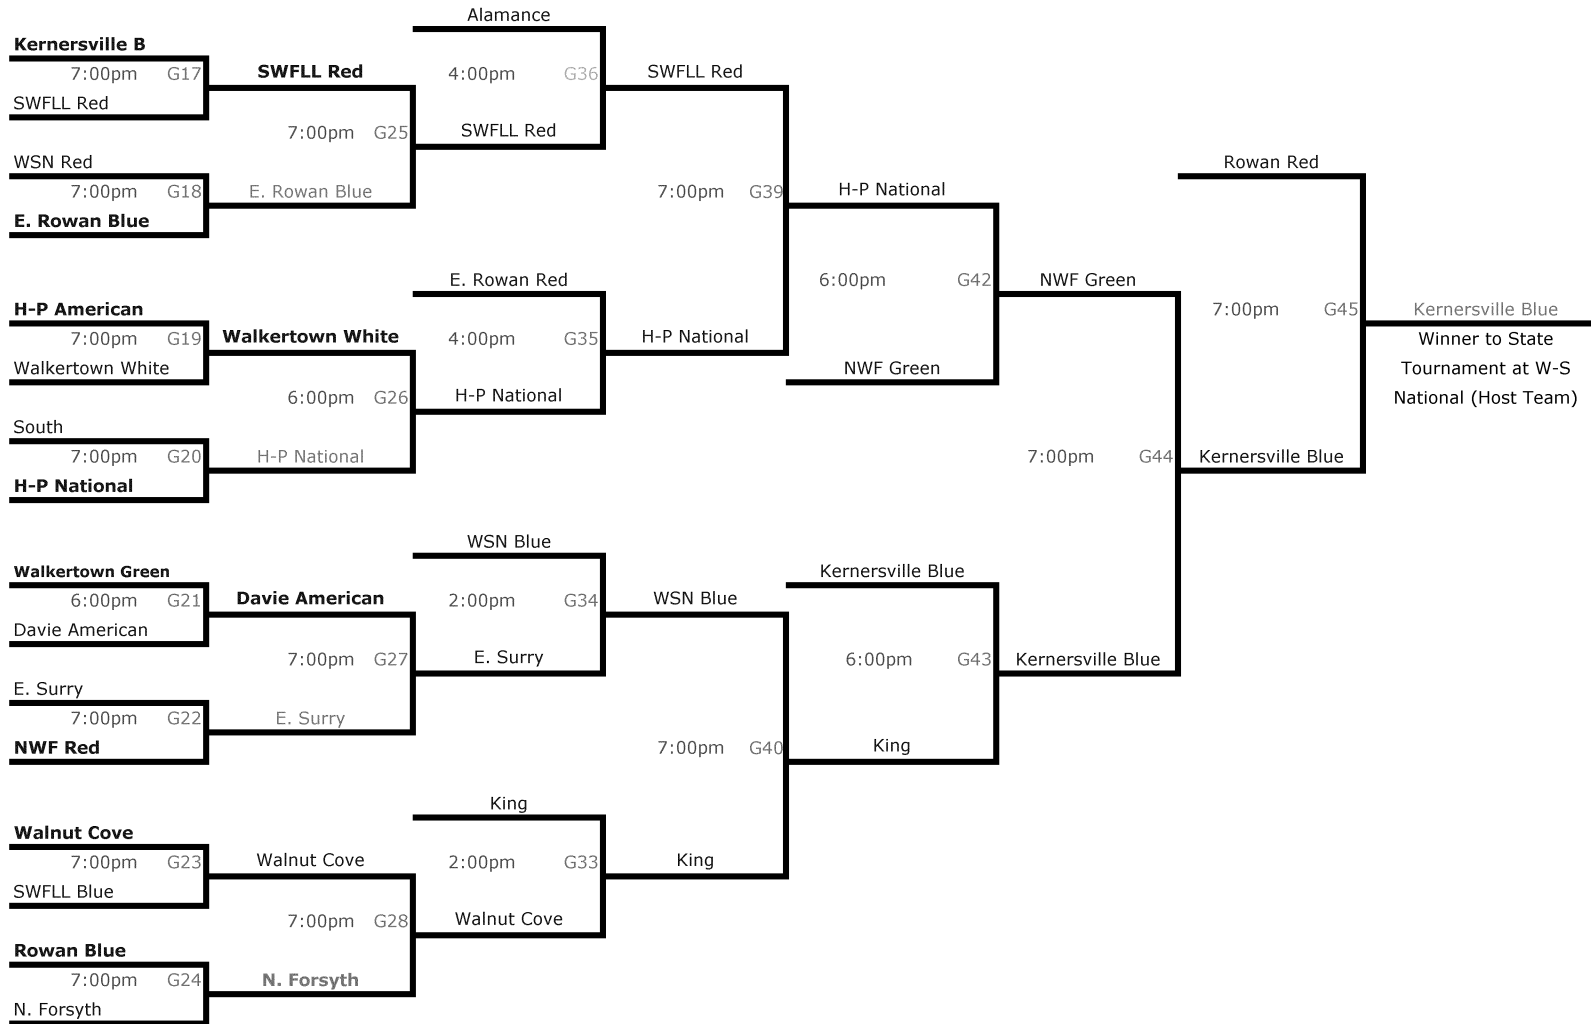 Alamance
Kernersville B
7:00pm G17
SWFLL Red
4:00pm G36
SWFLL Red
SWFLL Red
7:00pm G25
SWFLL Red
WSN Red
Rowan Red
7:00pm G18
E. Rowan Blue
7:00pm G39
H-P National
E. Rowan Blue
E. Rowan Red
6:00pm G42
NWF Green
H-P American
7:00pm G45
Kernersville Blue
7:00pm G19
Walkertown White
4:00pm G35
H-P National
Winner to State
Walkertown White
NWF Green
Tournament at W-S
6:00pm G26
H-P National
National (Host Team)
South
7:00pm G20
H-P National
7:00pm G44
Kernersville Blue
H-P National
WSN Blue
Walkertown Green
Kernersville Blue
6:00pm G21
Davie American
2:00pm G34
WSN Blue
Davie American
7:00pm G27
E. Surry
6:00pm G43
Kernersville Blue
E. Surry
7:00pm G22
E. Surry
NWF Red
7:00pm G40
King
King
Walnut Cove
7:00pm G23
Walnut Cove
2:00pm G33
King
SWFLL Blue
7:00pm G28
Walnut Cove
Rowan Blue
7:00pm G24
N. Forsyth
N. Forsyth